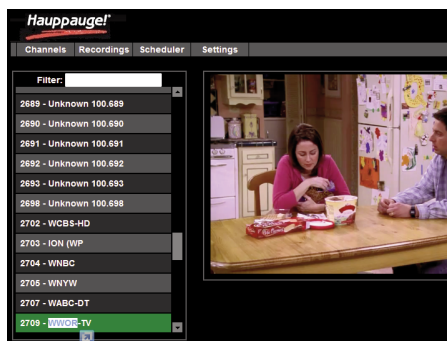 Hauppauge!
Channels Recordings Scheduler Settings
Filter:
2689 - Unknown 100.689
2690 - Unknown 100.690
2691 - Unknown 100.691
2692 - Unknown 100.692
2693 - Unknown 100.693
2698 - Unknown 100.698
2702 - WCBS-HD
2703 - ION (WP
2704 - WNBC
2705 - WNYW
2707 - WABC-DT
2709 - WWOR-TV